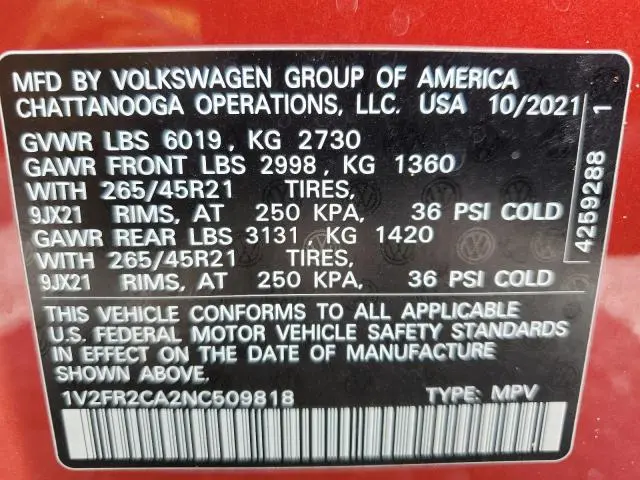 MFD BY VOLKSWAGEN GROUP OF AMERICA
CHATTANOOGA OPERATIONS, LLC. USA 10/2021
GVWR LBS 6019, KG 2730
GAWR FRONT LBS 2998, KG 1360
WITH 265/45R21 TIRES,
9JX21 RIMS, AT 250 KPA, 36 PSI COLD
GAWR REAR LBS 3131 KG 1420
WITH 265/45R21 TIRES,
9JX21 RIMS, AT 250 KPA, 36 PSI COLD
THIS VEHICLE CONFORMS TO ALL APPLICABLE
U.S. FEDERAL MOTOR VEHICLE SAFETY STANDARDS
IN EFFECT ON THE DATE OF MANUFACTURE
SHOWN ABOVE.
1V2FR2CA2NC509818 TYPE: MPV
4259288 1